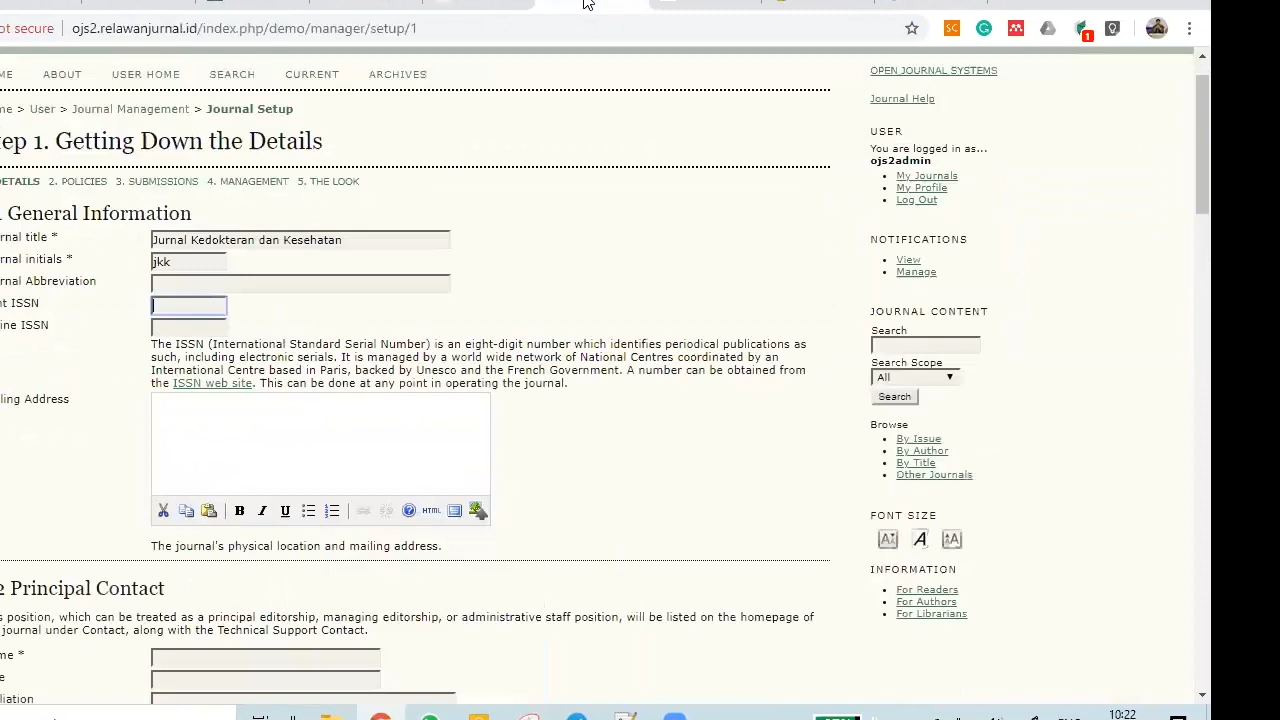 ot secure ojs2.relawanjurnal.id/index.php/demo/manager/setup/1
SC
1
ME ABOUT USER HOME SEARCH CURRENT ARCHIVES
me > User > Journal Management > Journal Setup
ep 1. Getting Down the Details
DETAILS 2. POLICIES 3. SUBMISSIONS 4. MANAGEMENT 5. THE LOOK
General Information
rnal title * Jurnal Kedokteran dan Kesehatan
rnal initials * jkk
rnal Abbreviation
nt ISSN
ine ISSN
The ISSN (International Standard Serial Number) is an eight-digit number which identifies periodical publications as
such, including electronic serials. It is managed by a world wide network of National Centres coordinated by an
International Centre based in Paris, backed by Unesco and the French Government. A number can be obtained from
the ISSN web site. This can be done at any point in operating the journal.
iling Address
B I U HTML
The journal's physical location and mailing address.
2 Principal Contact
s position, which can be treated as a principal editorship, managing editorship, or administrative staff position, will be listed on the homepage of
journal under Contact, along with the Technical Support Contact.
me *
e
iliation
OPEN JOURNAL SYSTEMS
Journal Help
USER
You are logged in as...
ojs2admin
My Journals
My Profile
Log Out
NOTIFICATIONS
View
Manage
JOURNAL CONTENT
Search
Search Scope
All
Search
Browse
By Issue
By Author
By Title
Other Journals
FONT SIZE
INFORMATION
For Readers
For Authors
For Librarians
10:22